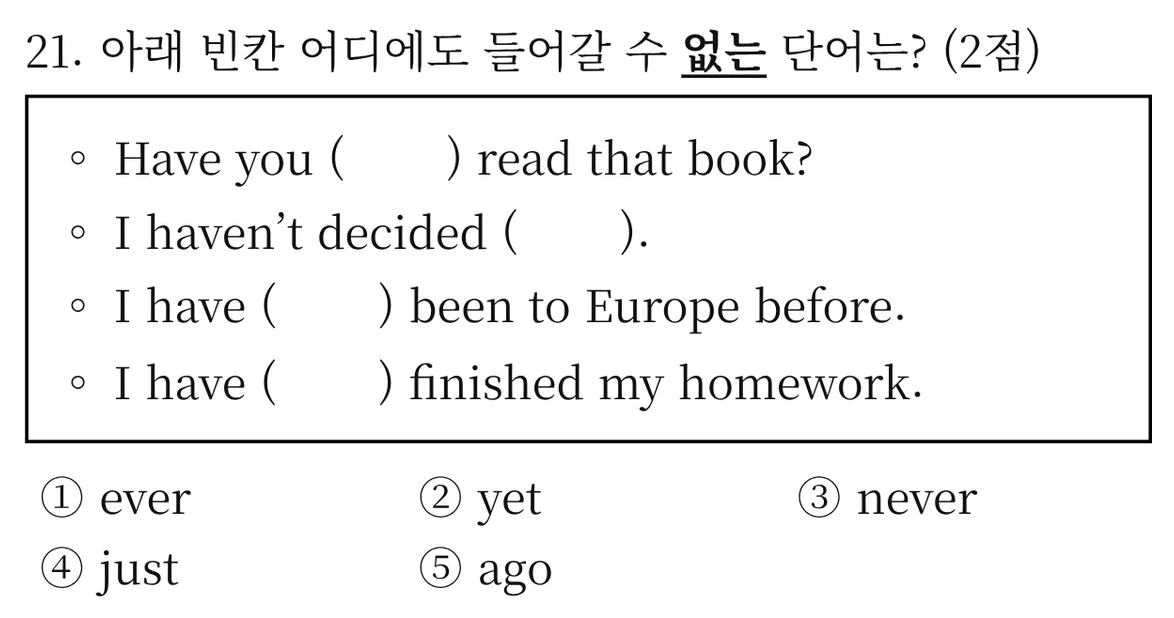 21. 아래 빈칸 어디에도 들어갈 수 없는 단어는? (2점)
◦ Have you (      ) read that book?
◦ I haven’t decided (      ).
◦ I have (      ) been to Europe before.
◦ I have (      ) finished my homework.
① ever ② yet ③ never
④ just ⑤ ago